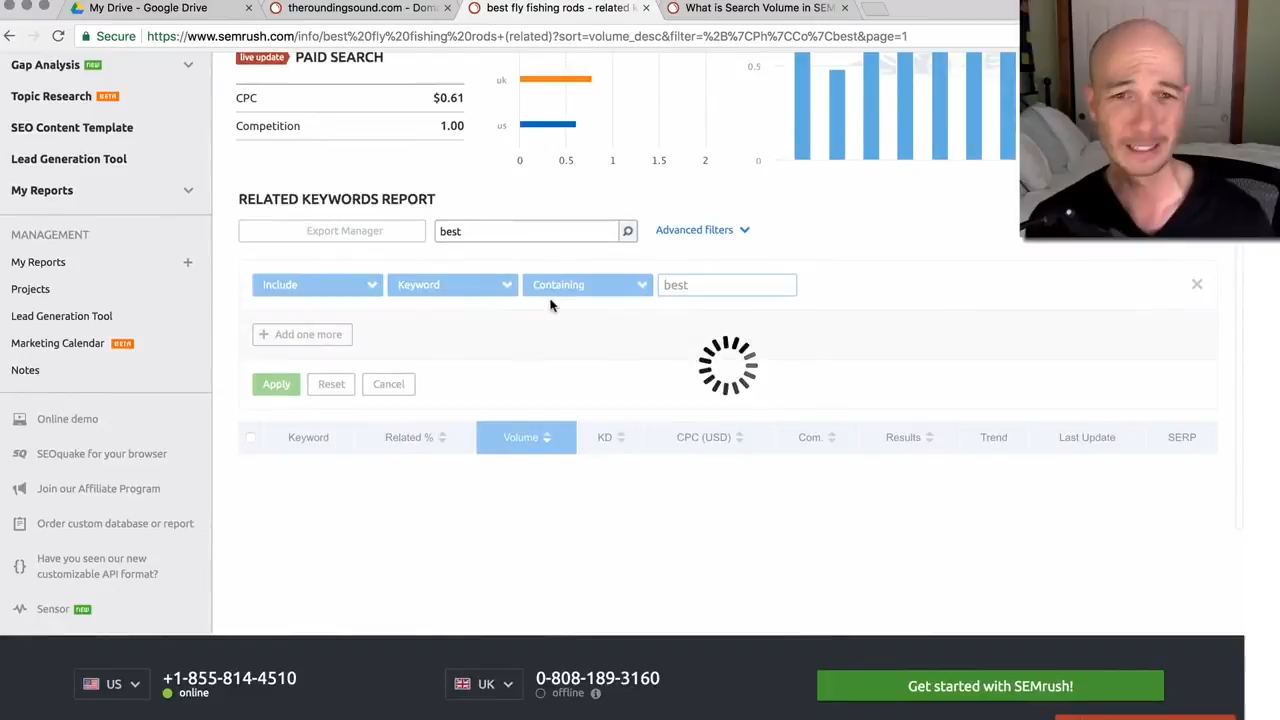 My Drive - Google Drive
theroundingsound.com - Dom
best fly fishing rods - related k
What is Search Volume in SEM
Secure
https://www.semrush.com/info/best%20fly%20fishing%20rods+(related)?sort=volume_desc&filter=%2B%7CPh%7CCo%7Cbest&page=1
Gap Analysis new
Topic Research BETA
SEO Content Template
Lead Generation Tool
My Reports
MANAGEMENT
My Reports +
Projects
Lead Generation Tool
Marketing Calendar BETA
Notes
Online demo
SEOquake for your browser
Join our Affiliate Program
Order custom database or report
Have you seen our new
customizable API format?
Sensor NEW
live update PAID SEARCH
CPC $0.61
Competition 1.00
uk
us
0 0.5 1 1.5 2
0.5
0
RELATED KEYWORDS REPORT
Export Manager
best
Advanced filters
Include
Keyword
Containing
best
+ Add one more
Apply
Reset
Cancel
Keyword Related % Volume KD CPC (USD) Com. Results Trend Last Update SERP
US
+1-855-814-4510
online
UK
0-808-189-3160
offline
Get started with SEMrush!